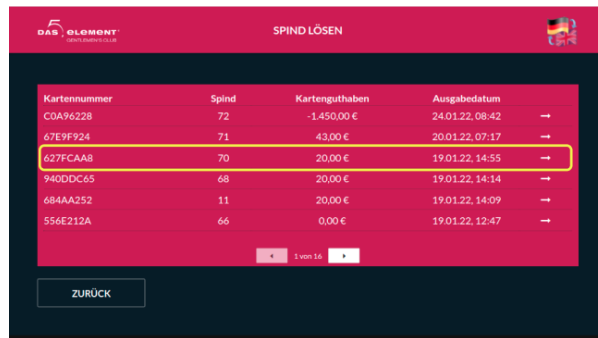 DAS 5 ELEMENT
GENTLEMEN'S CLUB
SPIND LÖSEN
Kartennummer Spind Kartenguthaben Ausgabedatum
C0A96228 72 -1.450,00 € 24.01.22, 08:42 →
67E9F924 71 43,00 € 20.01.22, 07:17 →
627FCAA8 70 20,00 € 19.01.22, 14:55 →
940DDC65 68 20,00 € 19.01.22, 14:14 →
684AA252 11 20,00 € 19.01.22, 14:09 →
556E212A 66 0,00 € 19.01.22, 12:47 →
1 von 16
ZURÜCK